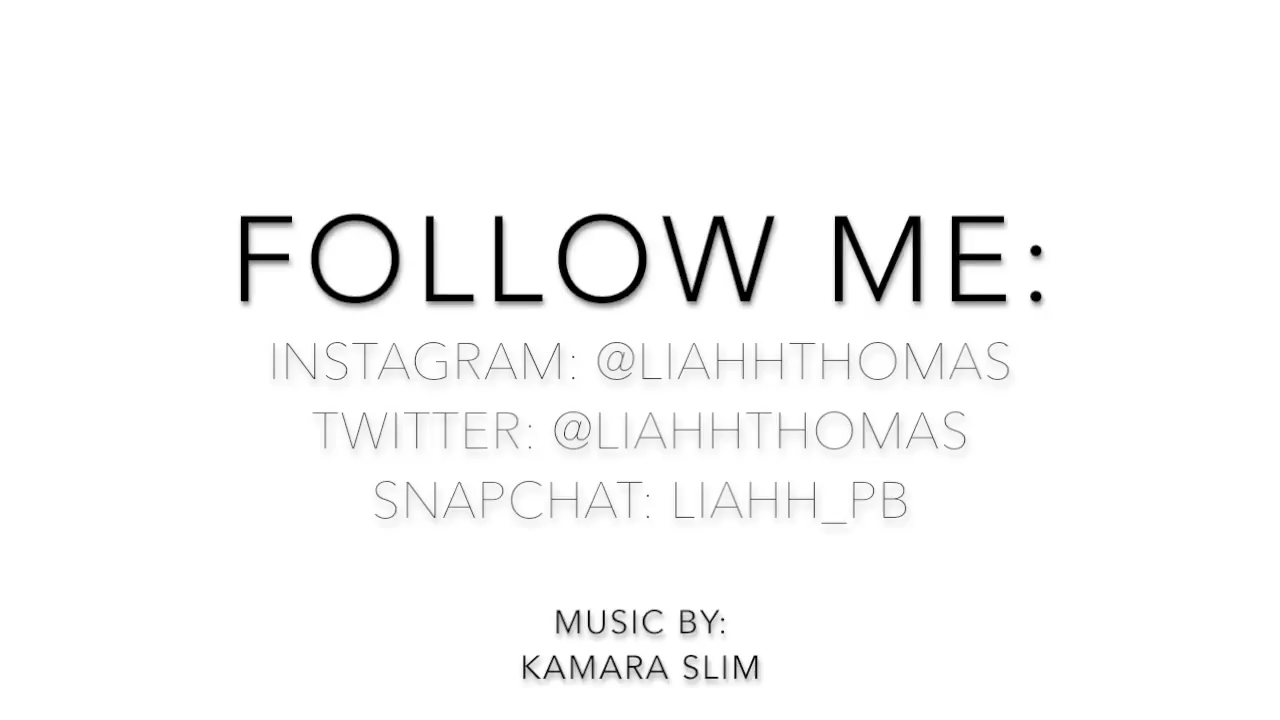 FOLLOW ME:
INSTAGRAM: @LIAHHTHOMAS
TWITTER: @LIAHHTHOMAS
SNAPCHAT: LIAHH_PB
MUSIC BY:
KAMARA SLIM